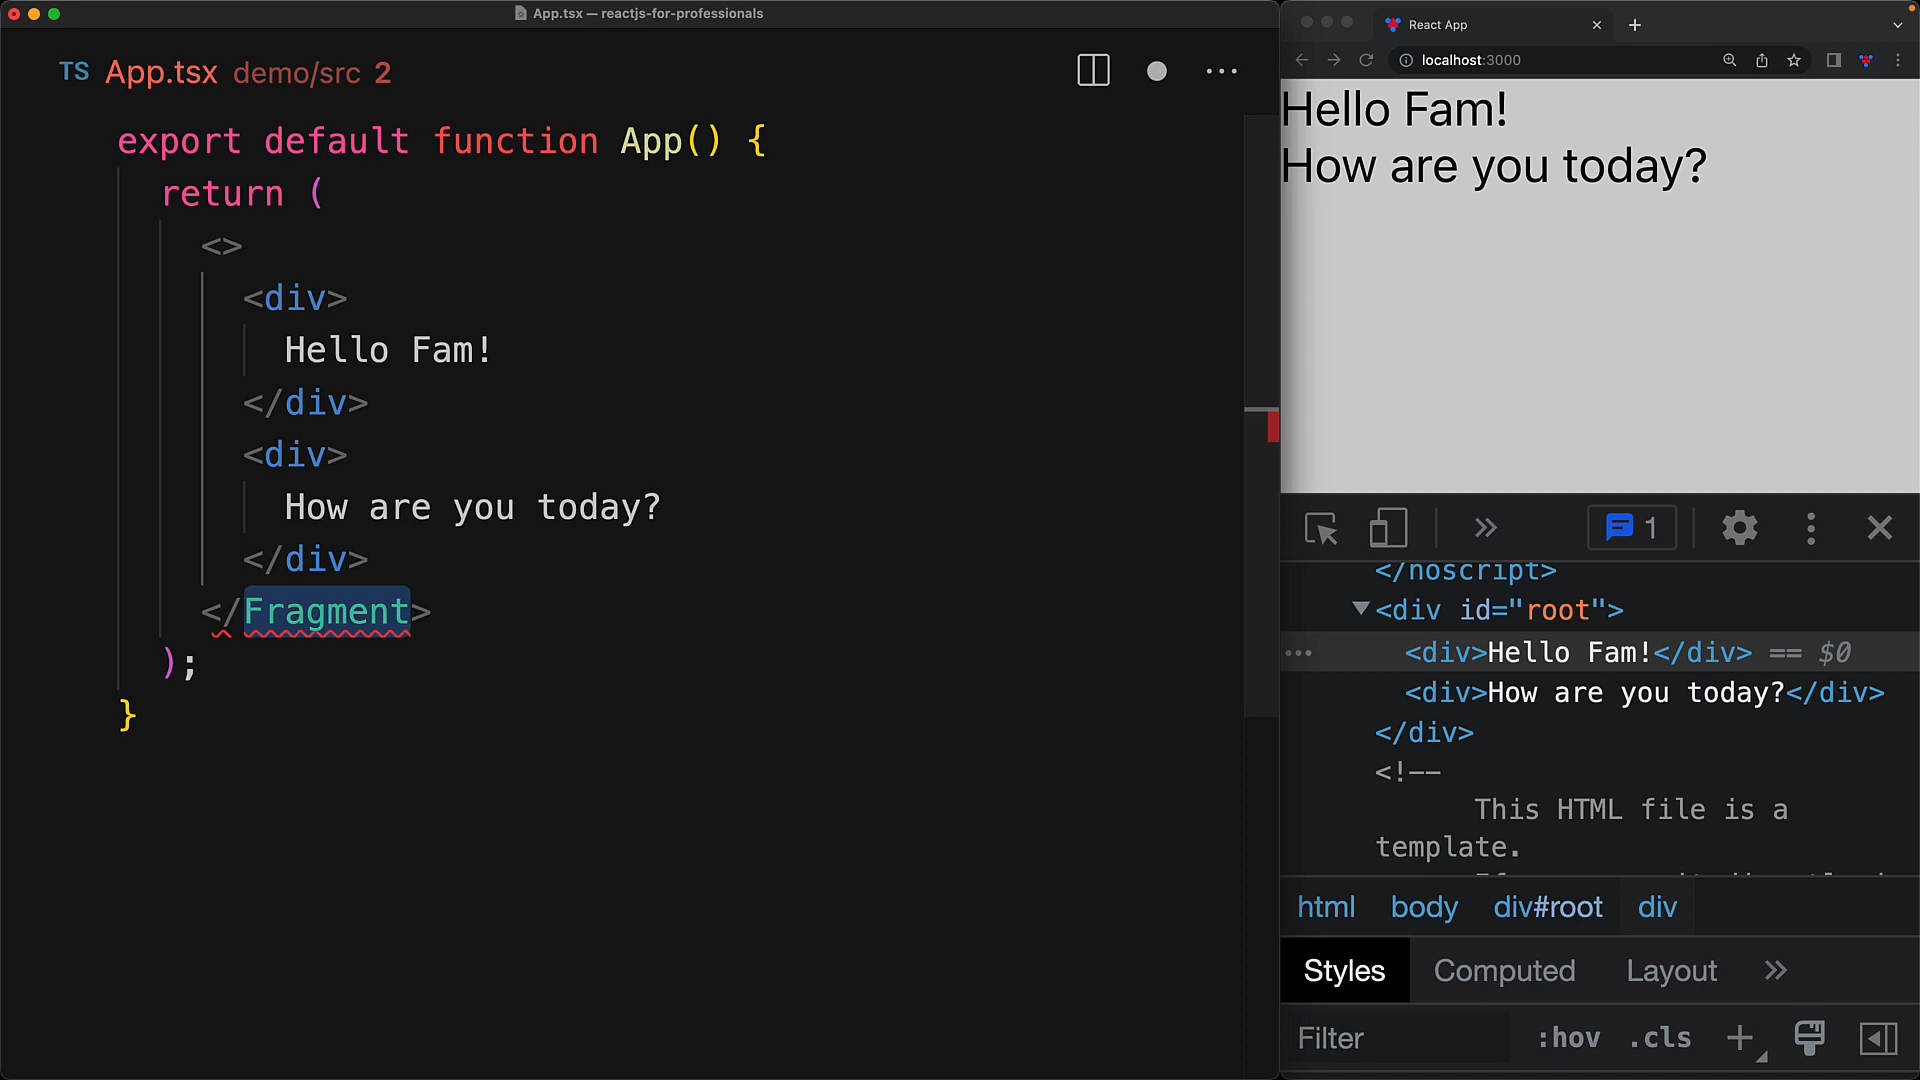 App.tsx — reactjs-for-professionals
TS App.tsx demo/src 2
export default function App() {
return (
<>
<div>
Hello Fam!
</div>
<div>
How are you today?
</div>
</Fragment>
);
}
React App
localhost:3000
Hello Fam!
How are you today?
1
</noscript>
<div id="root">
<div>Hello Fam!</div> == $0
<div>How are you today?</div>
</div>
<!--
This HTML file is a
template.
html body div#root div
Styles Computed Layout
Filter :hov .cls